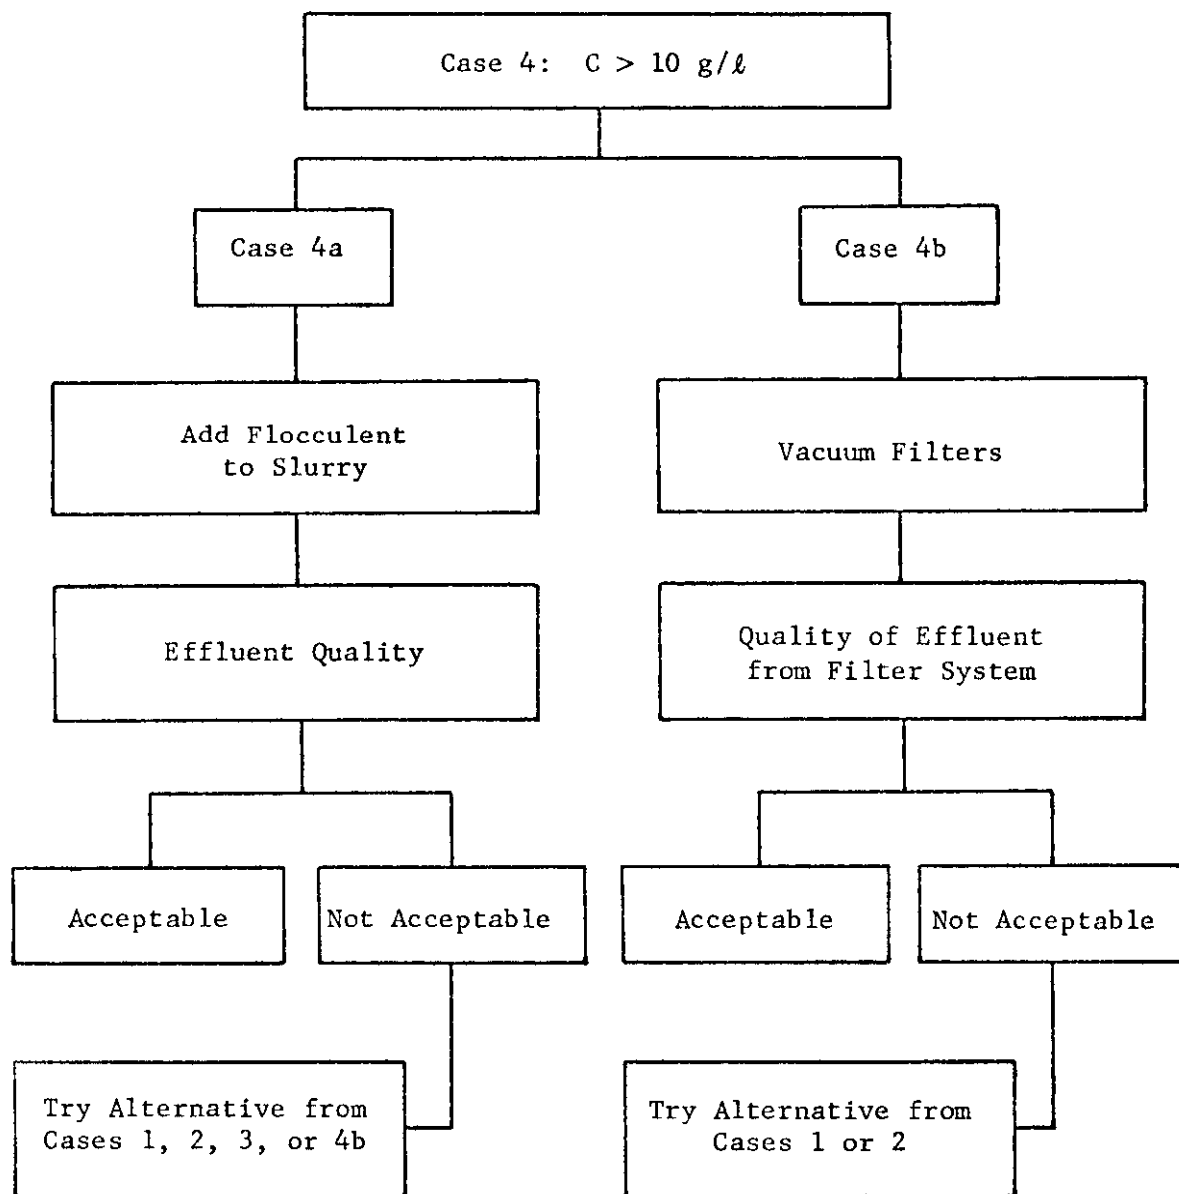 Case 4: C > 10 g/ℓ
Case 4a
Case 4b
Add Flocculent
to Slurry
Vacuum Filters
Effluent Quality
Quality of Effluent
from Filter System
Acceptable
Not Acceptable
Acceptable
Not Acceptable
Try Alternative from
Cases 1, 2, 3, or 4b
Try Alternative from
Cases 1 or 2